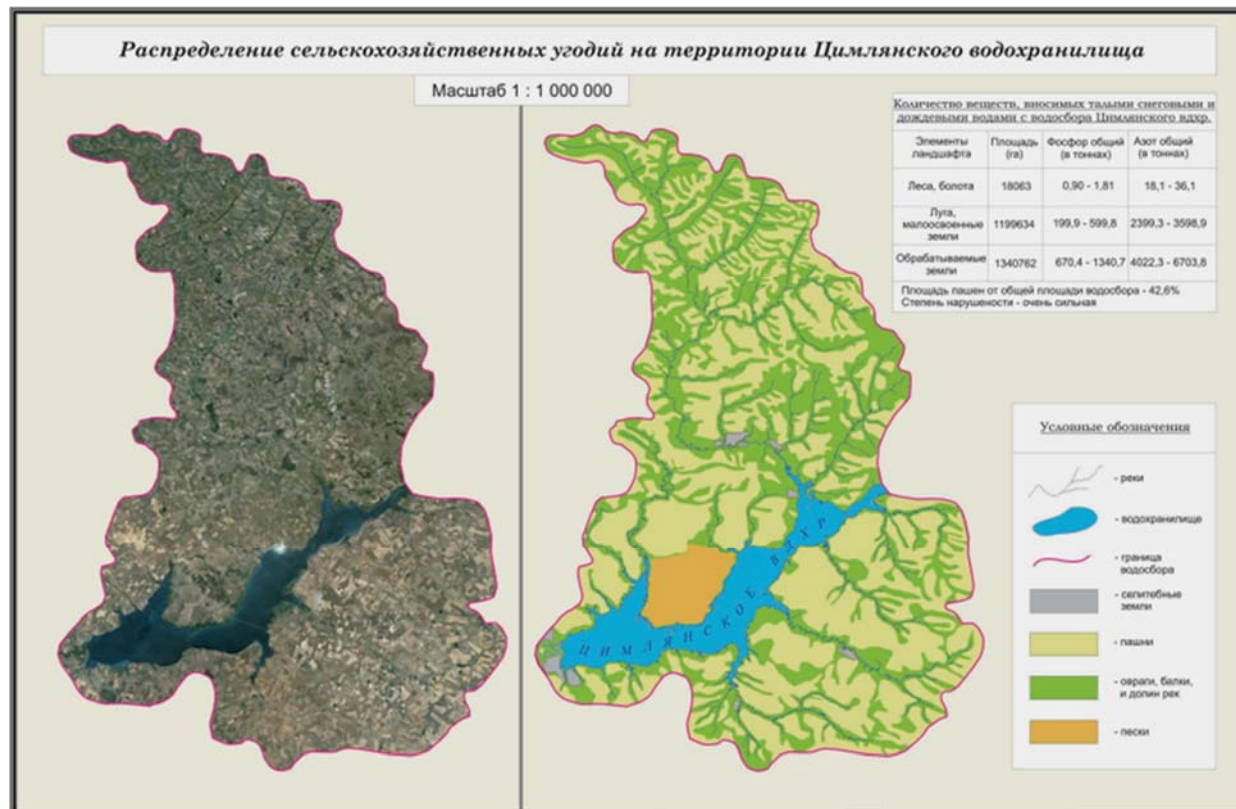 Распределение сельскохозяйственных угодий на территории Цимлянского водохранилища
Масштаб 1 : 1 000 000
Количество веществ, вносимых талыми снеговыми и
дождевыми водами с водосбора Цимлянского вдхр.
Элементы ландшафта Площадь (га) Фосфор общий (в тоннах) Азот общий (в тоннах)
Леса, болота 18063 0,90 - 1,81 18,1 - 36,1
Луга, малоосвоенные земли 1199634 199,9 - 599,8 2399,3 - 3598,9
Обрабатываемые земли 1340762 670,4 - 1340,7 4022,3 - 6703,8
Площадь пашен от общей площади водосбора - 42,6%
Степень нарушености - очень сильная
Условные обозначения
- реки
- водохранилище
- граница
водосбора
- селитебные
земли
- пашни
- овраги, балки,
и долин рек
- пески
ЦИМЛЯНСКОЕ ВДХР